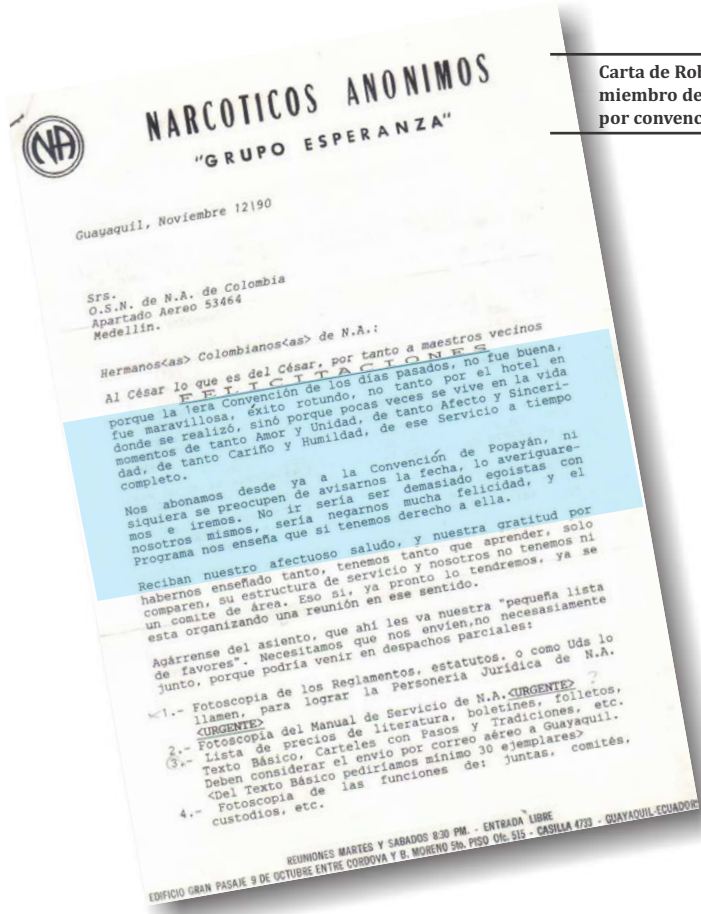 Carta de Rob
miembro de
por convenc
NA
NARCOTICOS ANONIMOS
"GRUPO ESPERANZA"
Guayaquil, Noviembre 12|90
Srs.
O.S.N. de N.A. de Colombia
Apartado Aereo 53464
Medellín.
Hermanos<as> Colombianos<as> de N.A.:
Al César lo que es del César, por tanto a maestros vecinos
FELICITACIONES
porque la 1era Convención de los días pasados, no fue buena,
fue maravillosa, éxito rotundo, no tanto por el hotel en
donde se realizó, sinó porque pocas veces se vive en la vida
momentos de tanto Amor y Unidad, de tanto Afecto y Sinceri-
dad, de tanto Cariño y Humildad, de ese Servicio a tiempo
completo.
Nos abonamos desde ya a la Convención de Popayán, ni
siquiera se preocupen de avisarnos la fecha, lo averiguare-
mos e iremos. No ir sería ser demasiado egoistas con
nosotros mismos, sería negarnos mucha felicidad, y el
Programa nos enseña que si tenemos derecho a ella.
Reciban nuestro afectuoso saludo, y nuestra gratitud por
habernos enseñado tanto, tenemos tanto que aprender, solo
comparen, su estructura de servicio y nosotros no tenemos ni
un comite de área. Eso si, ya pronto lo tendremos, ya se
esta organizando una reunión en ese sentido.
Agárrense del asiento, que ahí les va nuestra "pequeña lista
de favores". Necesitamos que nos envíen,no necesasiamente
junto, porque podría venir en despachos parciales:
1.- Fotoscopia de los Reglamentos, estatutos, o como Uds lo
llamen, para lograr la Personeria Jurídica de N.A.
<URGENTE>
2.- Fotoscopia del Manual de Servicio de N.A.<URGENTE> ?
3.- Lista de precios de literatura, boletines, folletos,
Texto Básico, Carteles con Pasos y Tradiciones, etc.
Deben considerar el envio por correo aéreo a Guayaquil.
<Del Texto Básico pediríamos mínimo 30 ejemplares>
4.- Fotoscopia de las funciones de: juntas, comités,
custodios, etc.
REUNIONES MARTES Y SABADOS 8:30 PM. - ENTRADA LIBRE
EDIFICIO GRAN PASAJE 9 DE OCTUBRE ENTRE CORDOVA Y B. MORENO 5to. PISO Ofc. 515 - CASILLA 4733 - GUAYAQUIL-ECUADOR